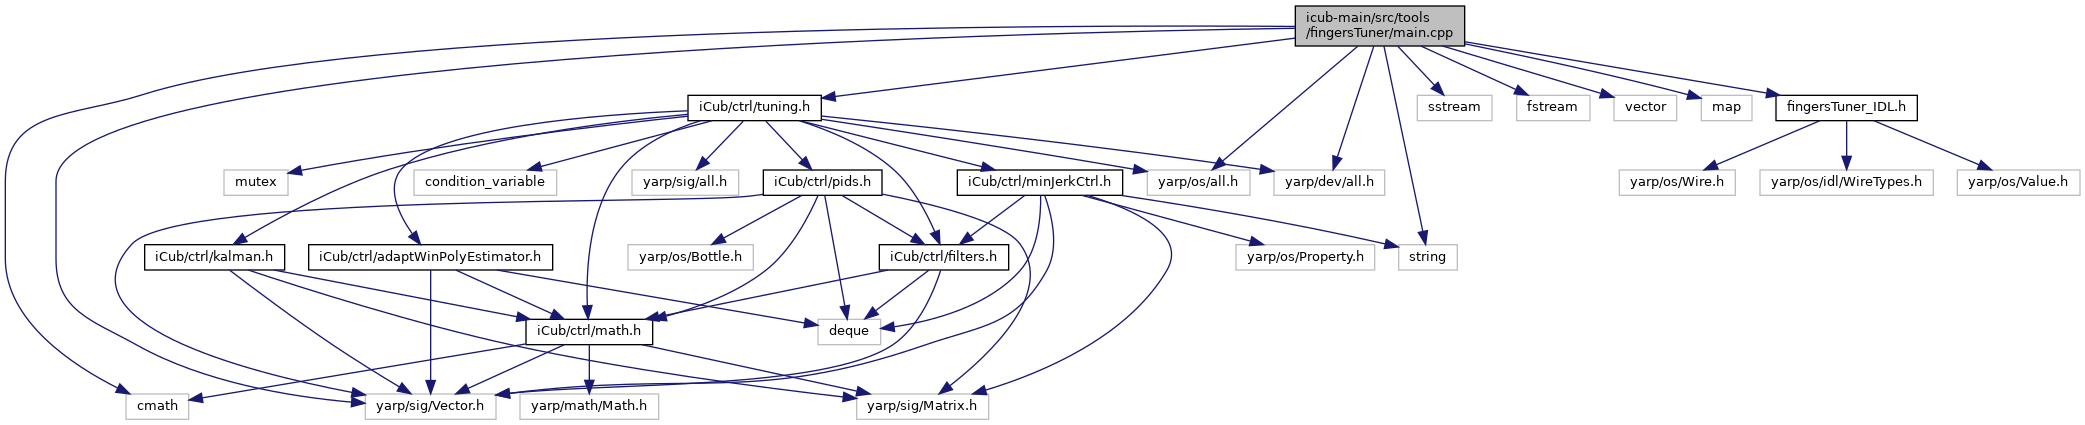 icub-main/src/tools
/fingersTuner/main.cpp
iCub/ctrl/tuning.h
sstream
fstream
vector
map
fingersTuner_IDL.h
mutex
condition_variable
yarp/sig/all.h
iCub/ctrl/pids.h
iCub/ctrl/minJerkCtrl.h
yarp/os/all.h
yarp/dev/all.h
yarp/os/Wire.h
yarp/os/idl/WireTypes.h
yarp/os/Value.h
iCub/ctrl/kalman.h
iCub/ctrl/adaptWinPolyEstimator.h
yarp/os/Bottle.h
iCub/ctrl/filters.h
yarp/os/Property.h
string
iCub/ctrl/math.h
deque
cmath
yarp/sig/Vector.h
yarp/math/Math.h
yarp/sig/Matrix.h